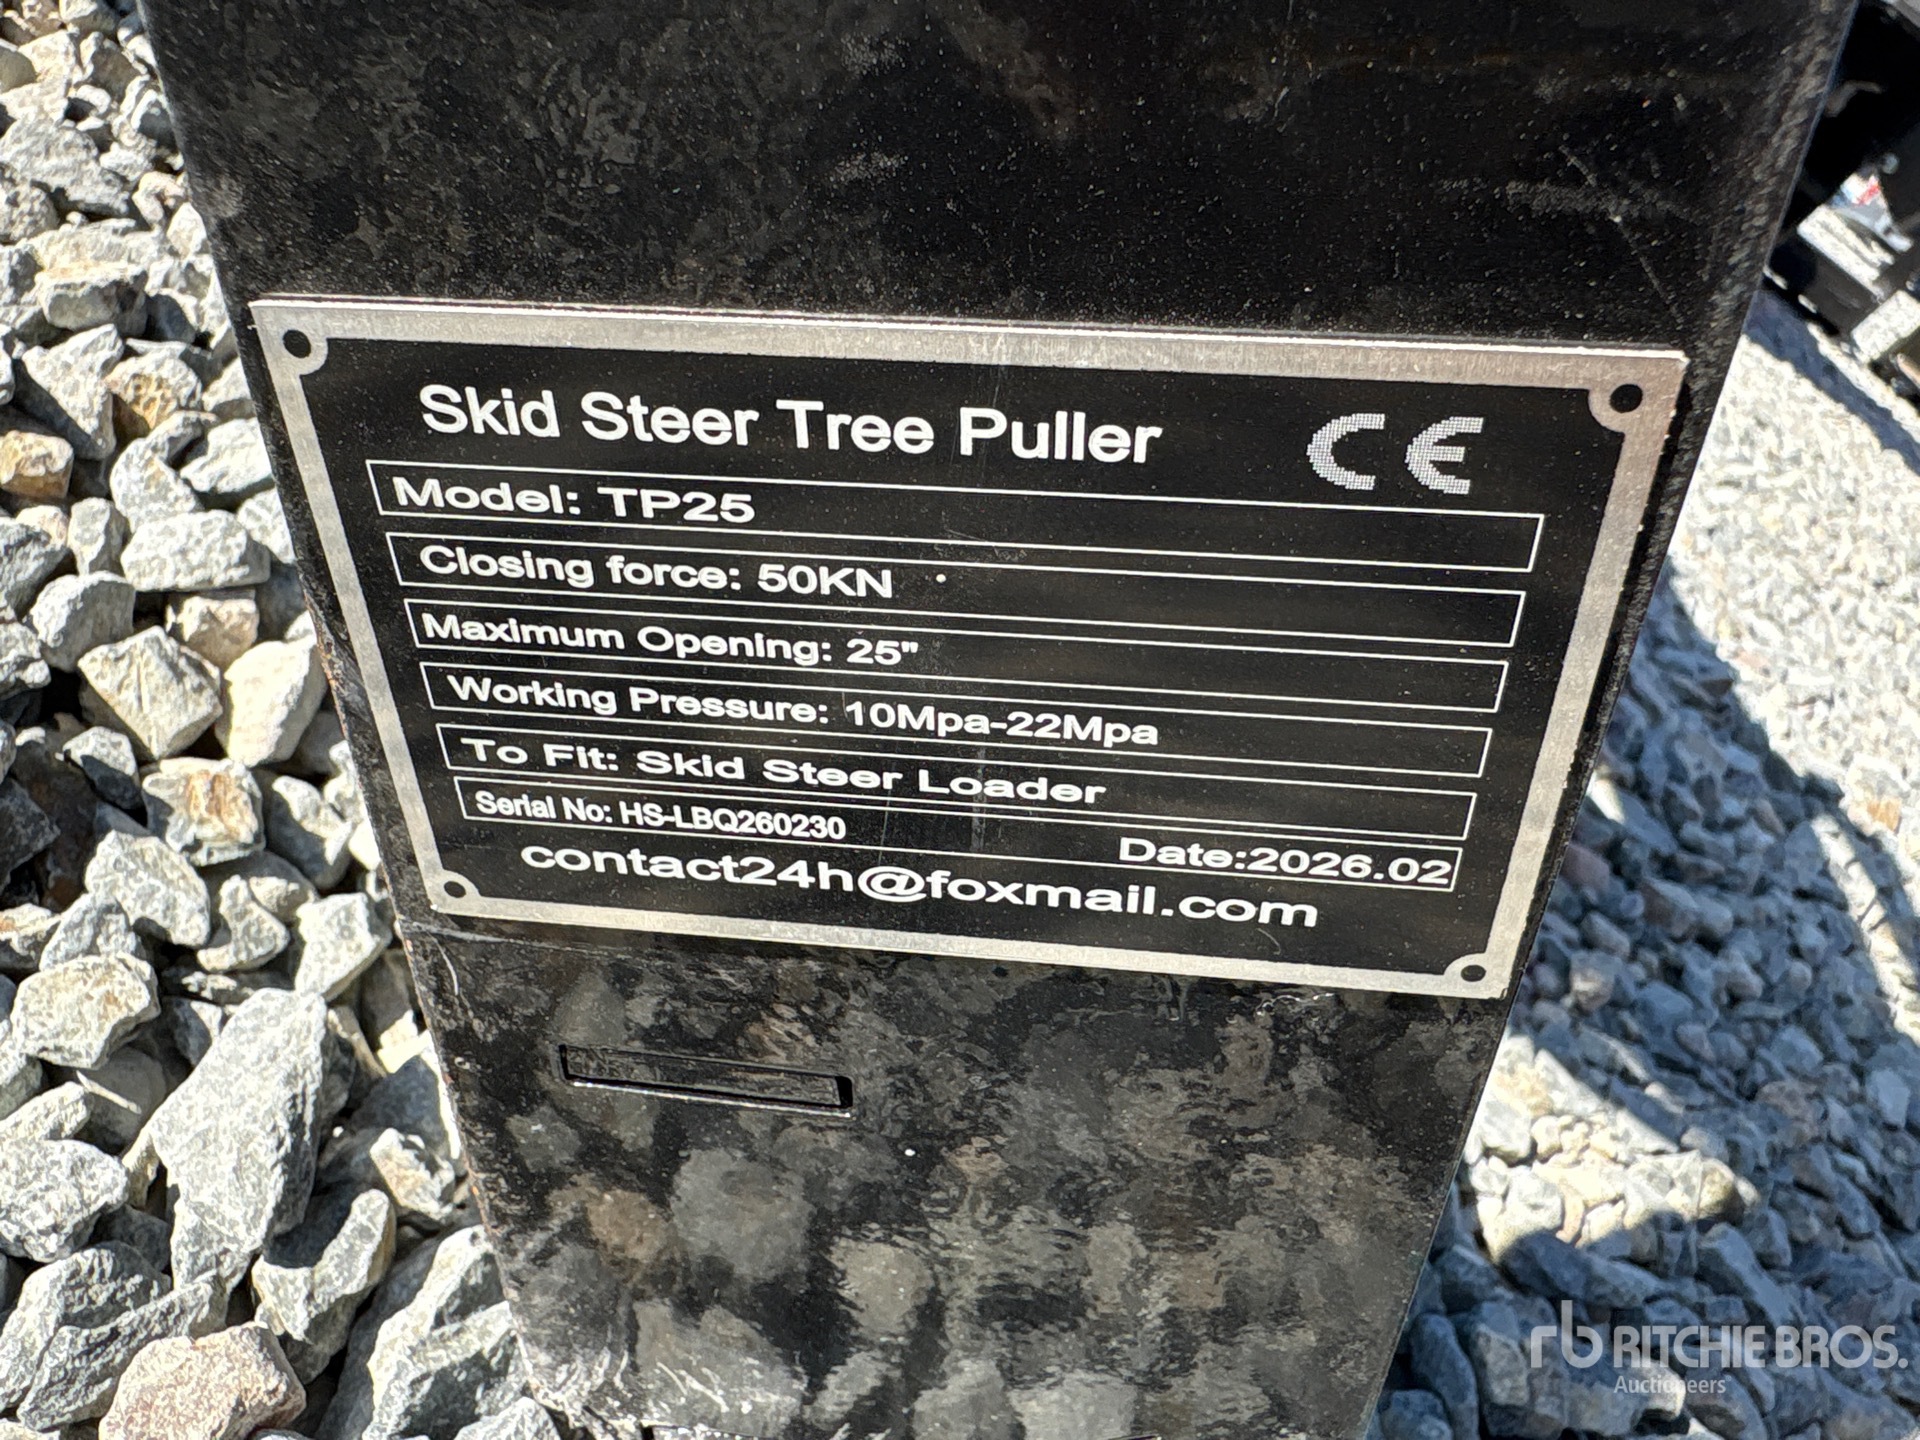 Skid Steer Tree Puller CE
Model: TP25
Closing force: 50KN
Maximum Opening: 25"
Working Pressure: 10Mpa-22Mpa
To Fit: Skid Steer Loader
Serial No: HS-LBQ260230 Date:2026.02
contact24h@foxmail.com
rb RITCHIE BROS.
Auctioneers